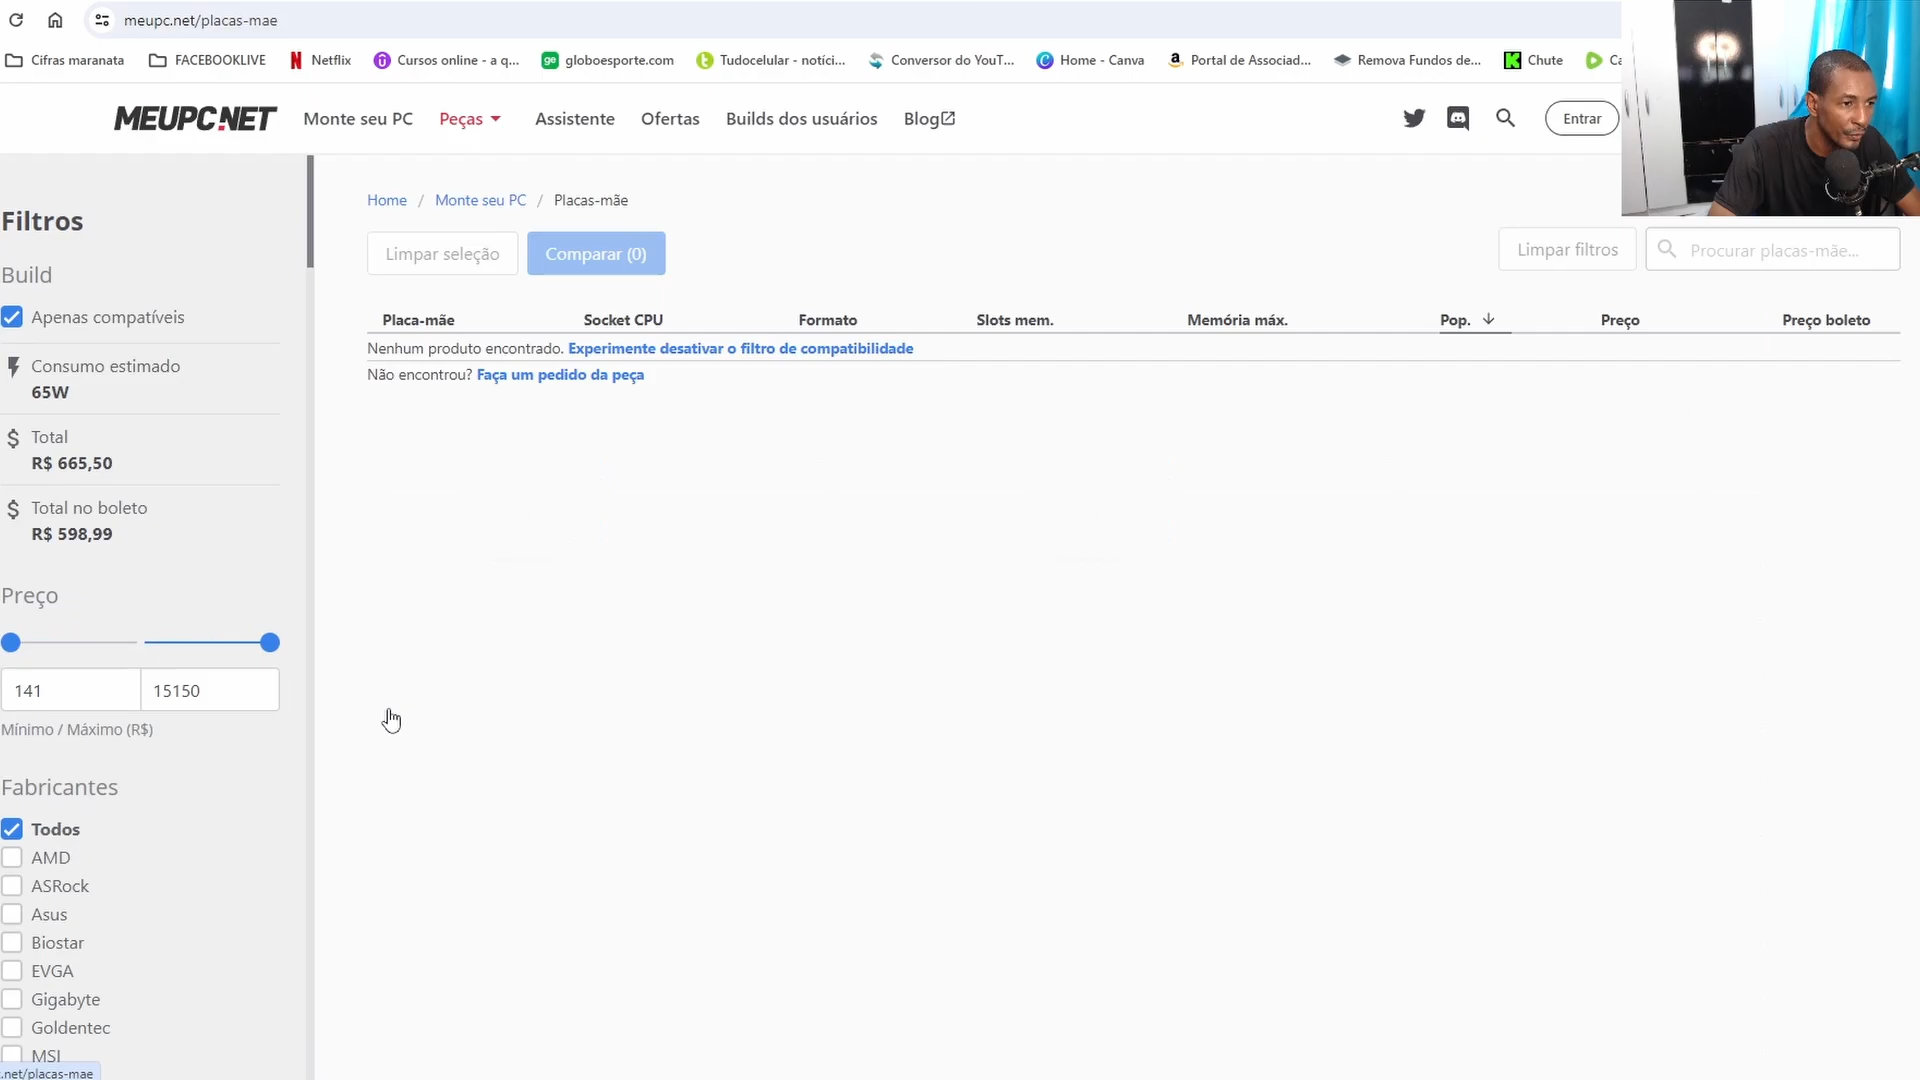 meupc.net/placas-mae
Cifras maranata
FACEBOOKLIVE
Netflix
Cursos online - a q...
globoesporte.com
Tudocelular - notíci...
Conversor do YouT...
Home - Canva
Portal de Associad...
Remova Fundos de...
Chute
Ca
MEUPC.NET
Monte seu PC
Peças
Assistente
Ofertas
Builds dos usuários
Blog
Entrar
Home / Monte seu PC / Placas-mãe
Limpar seleção
Comparar (0)
Limpar filtros
Procurar placas-mãe...
Placa-mãe
Socket CPU
Formato
Slots mem.
Memória máx.
Pop.
Preço
Preço boleto
Nenhum produto encontrado. Experimente desativar o filtro de compatibilidade
Não encontrou? Faça um pedido da peça
Filtros
Build
Apenas compatíveis
Consumo estimado
65W
Total
R$ 665,50
Total no boleto
R$ 598,99
Preço
141
15150
Mínimo / Máximo (R$)
Fabricantes
Todos
AMD
ASRock
Asus
Biostar
EVGA
Gigabyte
Goldentec
MSI
.net/placas-mae